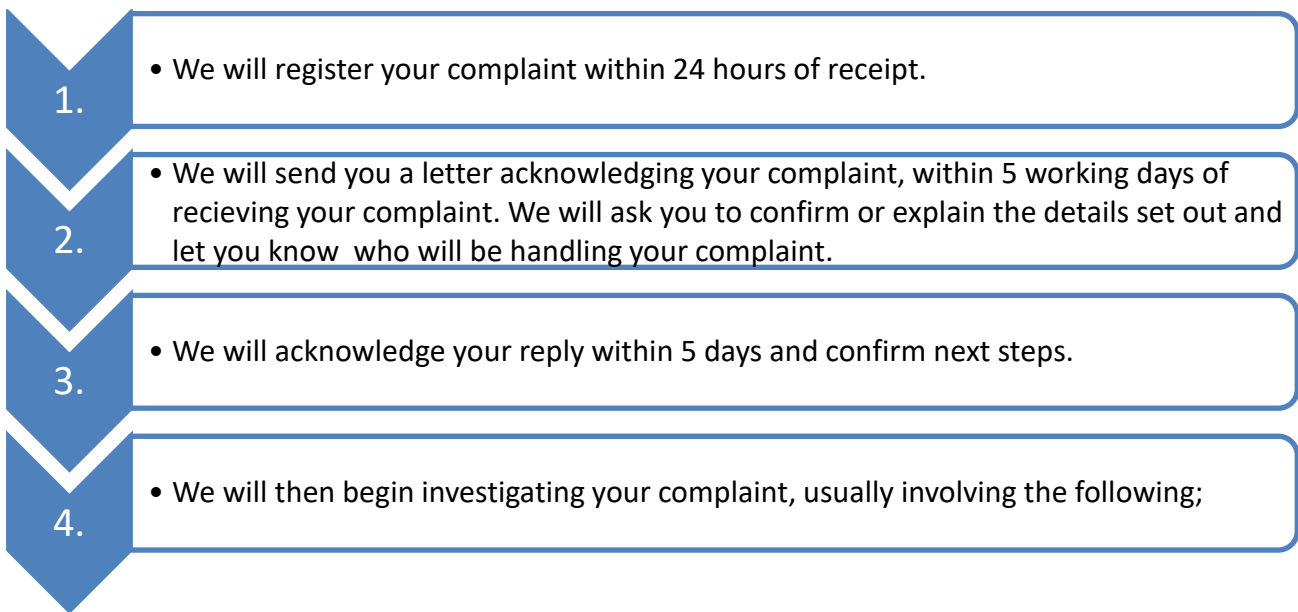 1.
• We will register your complaint within 24 hours of receipt.
2.
• We will send you a letter acknowledging your complaint, within 5 working days of
recieving your complaint. We will ask you to confirm or explain the details set out and
let you know  who will be handling your complaint.
3.
• We will acknowledge your reply within 5 days and confirm next steps.
4.
• We will then begin investigating your complaint, usually involving the following;